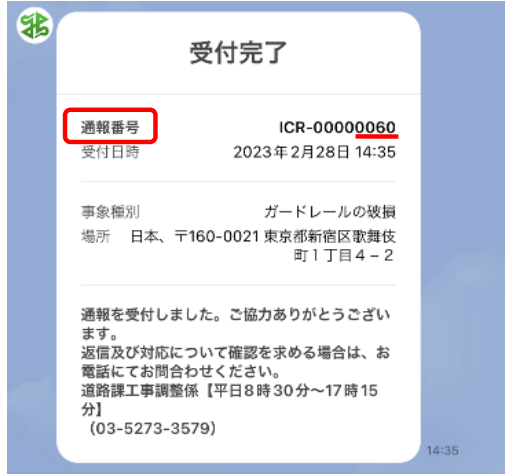 受付完了
通報番号 ICR-00000060
受付日時 2023年2月28日 14:35
事象種別 ガードレールの破損
場所 日本、〒160-0021 東京都新宿区歌舞伎
町1丁目4−2
通報を受付しました。ご協力ありがとうござい
ます。
返信及び対応について確認を求める場合は、お
電話にてお問合わせください。
道路課工事調整係【平日8時30分～17時15
分】
（03-5273-3579）
14:35